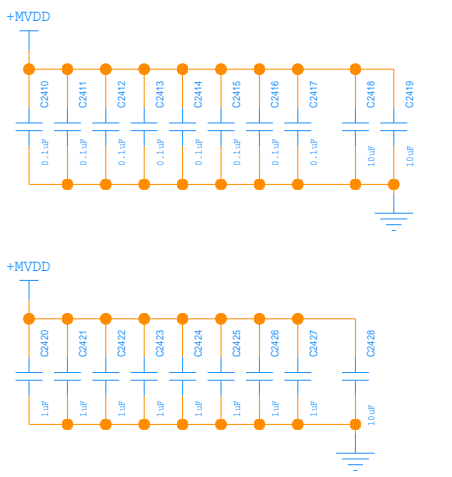 +MVDD
C2410
C2411
C2412
C2413
C2414
C2415
C2416
C2417
C2418
C2419
0.1uF
0.1uF
0.1uF
0.1uF
0.1uF
0.1uF
0.1uF
0.1uF
10uF
10uF
+MVDD
C2420
C2421
C2422
C2423
C2424
C2425
C2426
C2427
C2428
1uF
1uF
1uF
1uF
1uF
1uF
1uF
1uF
10uF